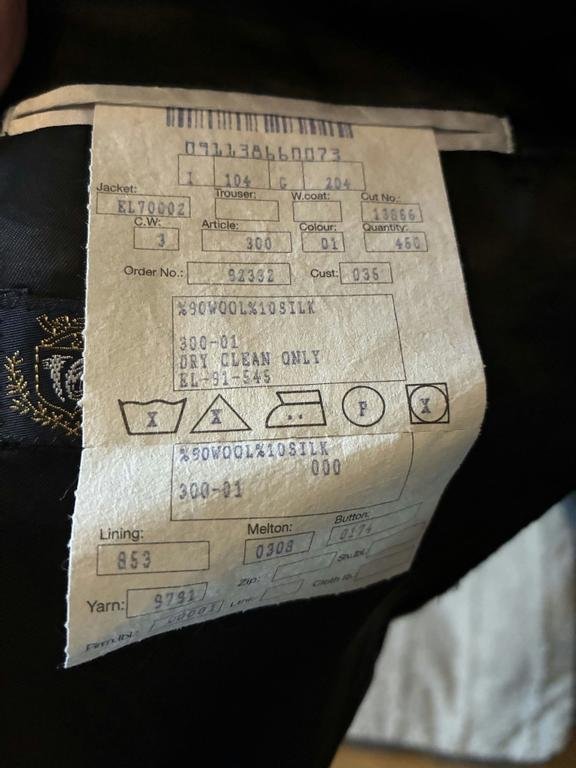 091138660073
I 104 G 204
Jacket: Trouser: W.coat: Cut No.:
EL70002 13866
C.W: Article: Colour: Quantity:
3 300 01 460
Order No.: 92332 Cust: 035
%90WOOL%10SILK
300-01
DRY CLEAN ONLY
EL-91-545
X X P X
%90WOOL%10SILK
000
300-01
Lining: Melton: Button:
853 0308 0174
Zip:
Yarn: 9791